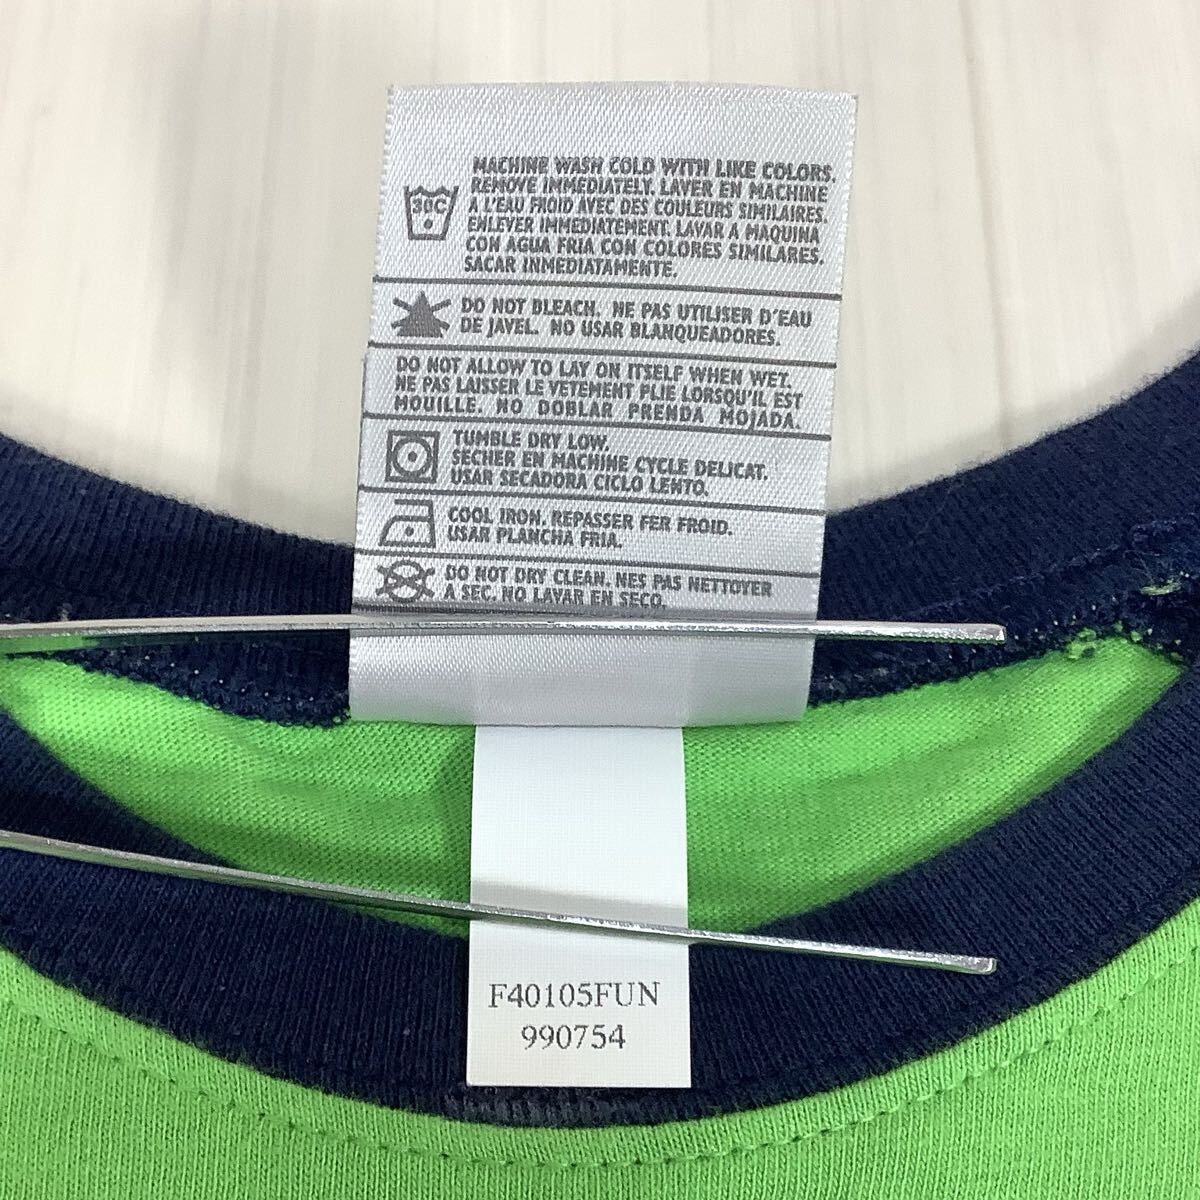 MACHINE WASH COLD WITH LIKE COLORS.
REMOVE IMMEDIATELY. LAVER EN MACHINE
A L'EAU FROID AVEC DES COULEURS SIMILAIRES.
ENLEVER IMMEDIATEMENT. LAVAR A MAQUINA
CON AGUA FRIA CON COLORES SIMILARES.
SACAR INMEDIATAMENTE.
30C
DO NOT BLEACH. NE PAS UTILISER D'EAU
DE JAVEL. NO USAR BLANQUEADORES.
DO NOT ALLOW TO LAY ON ITSELF WHEN WET.
NE PAS LAISSER LE VETEMENT PLIE LORSQU'IL EST
MOUILLE. NO DOBLAR PRENDA MOJADA.
TUMBLE DRY LOW.
SECHER EN MACHINE CYCLE DELICAT.
USAR SECADORA CICLO LENTO.
COOL IRON. REPASSER FER FROID.
USAR PLANCHA FRIA.
DO NOT DRY CLEAN. NES PAS NETTOYER
A SEC. NO LAVAR EN SECO.
F40105FUN
990754